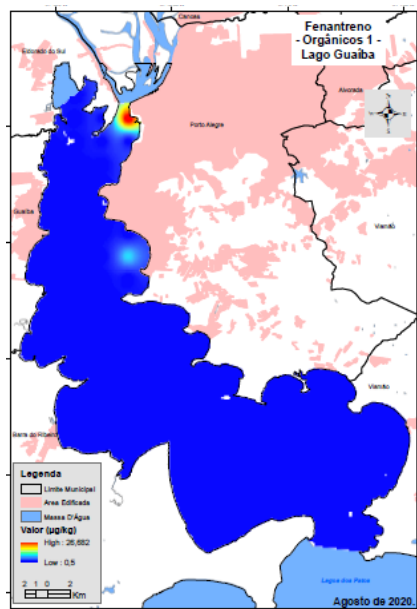 Fenantreno
- Orgânicos 1 -
Lago Guaíba
Canoas
Eldorado do Sul
Alvorada
Porto Alegre
Guaíba
Viamão
Viamão
Barra do Ribeiro
Legenda
Limite Municipal
Area Edificada
Massa D'Água
Valor (µg/kg)
High : 26,682
Low : 0,5
2 1 0 2
Km
Lagoa dos Patos
Agosto de 2020.